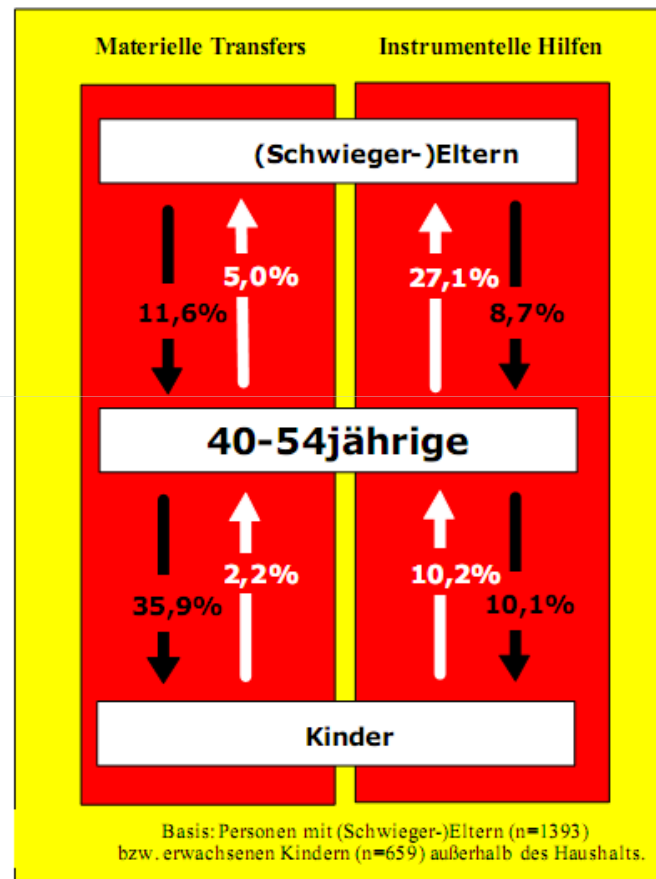 Materielle Transfers
Instrumentelle Hilfen
(Schwieger-)Eltern
5,0%
27,1%
11,6%
8,7%
40-54jährige
2,2%
10,2%
35,9%
10,1%
Kinder
Basis: Personen mit (Schwieger-)Eltern (n=1393)
bzw. erwachsenen Kindern (n=659) außerhalb des Haushalts.